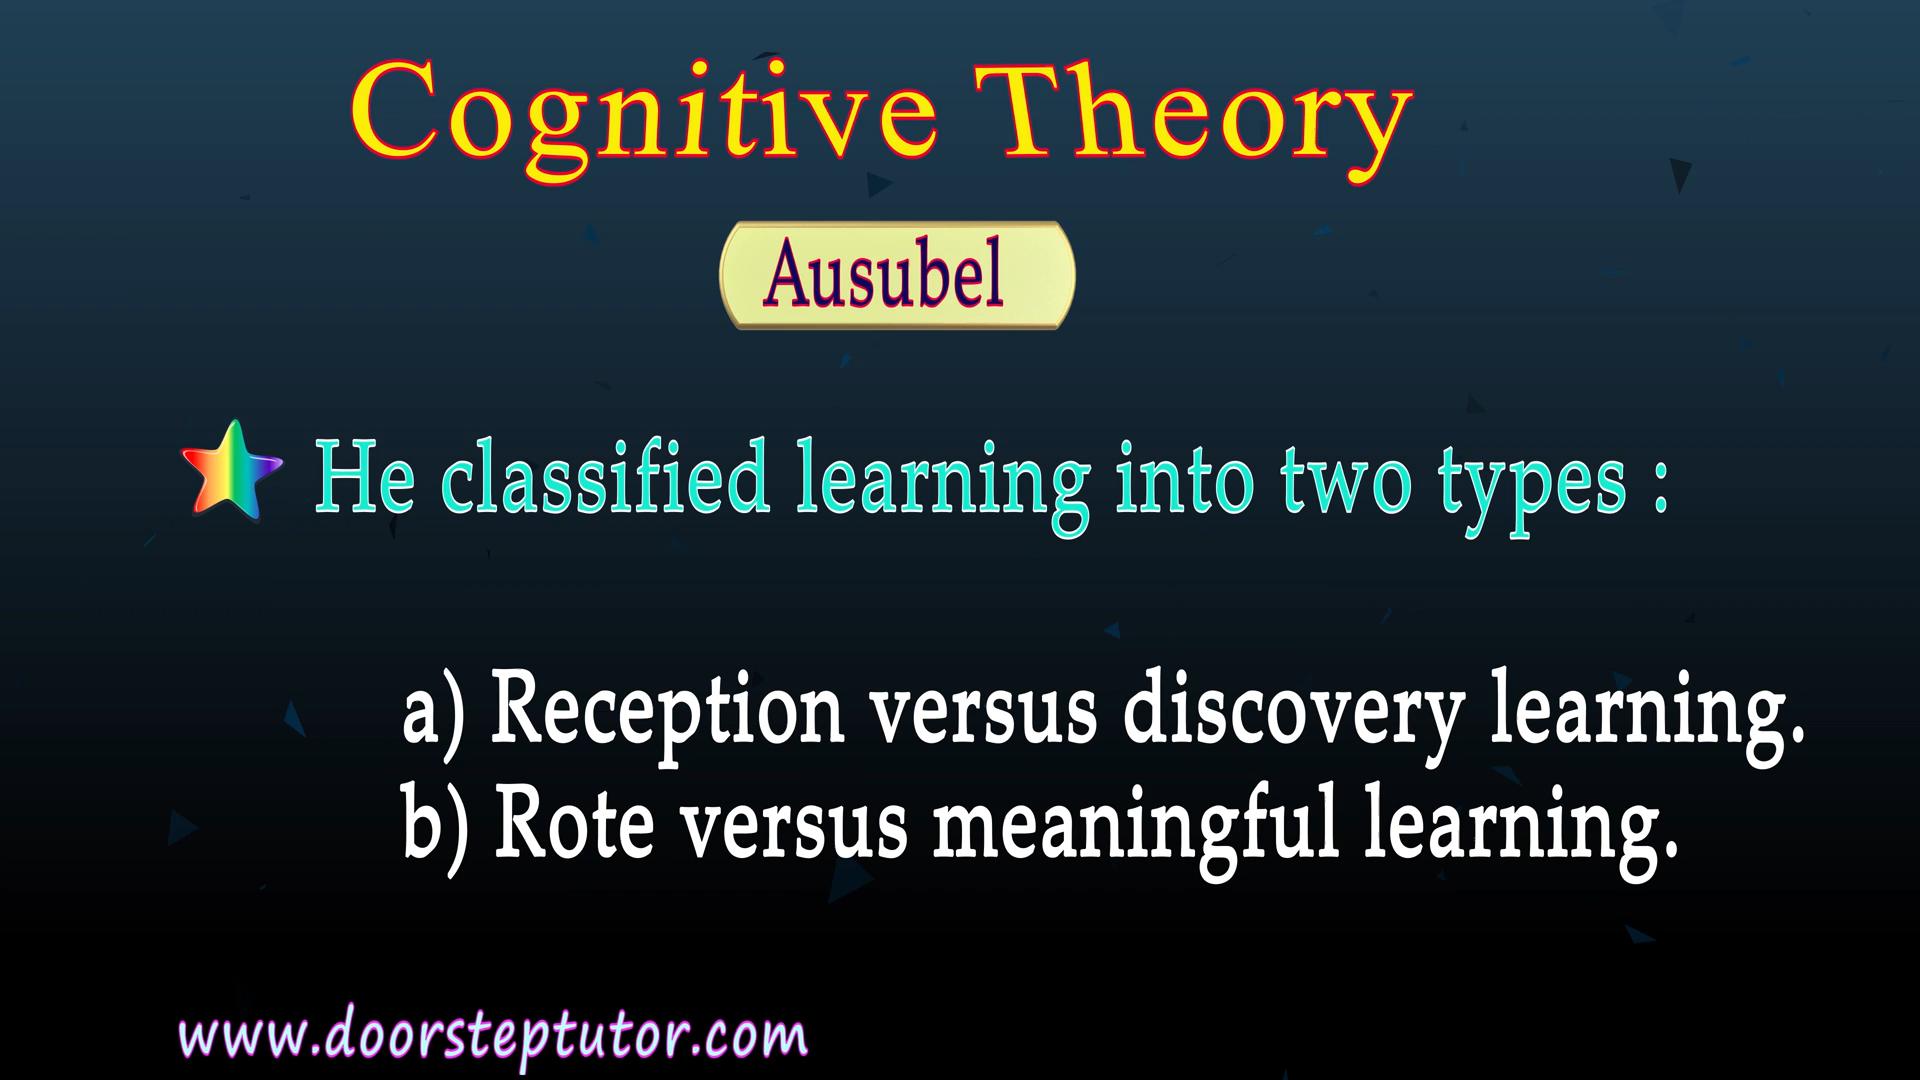 Cognitive Theory
Ausubel
He classified learning into two types :
a) Reception versus discovery learning.
b) Rote versus meaningful learning.
www.doorsteptutor.com